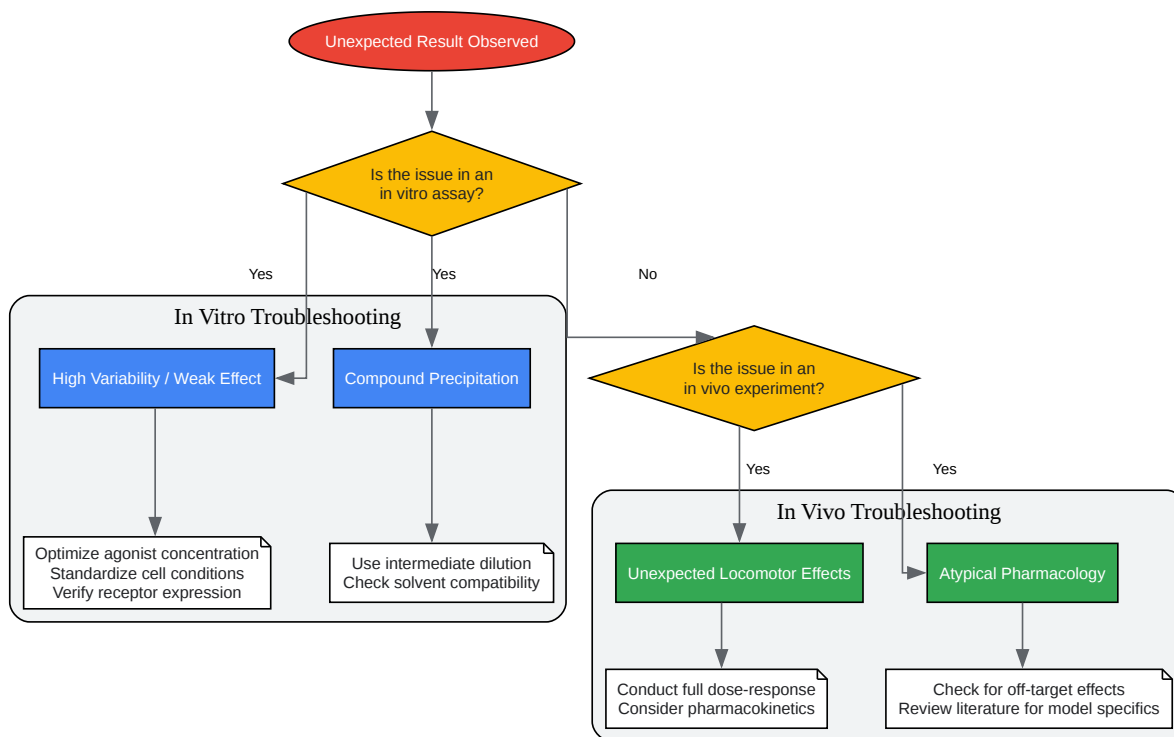 Unexpected Result Observed
Is the issue in an
in vitro assay?
Yes
Yes
No
In Vitro Troubleshooting
High Variability / Weak Effect
Compound Precipitation
Is the issue in an
in vivo experiment?
Optimize agonist concentration
Standardize cell conditions
Verify receptor expression
Use intermediate dilution
Check solvent compatibility
Yes
Yes
In Vivo Troubleshooting
Unexpected Locomotor Effects
Atypical Pharmacology
Conduct full dose-response
Consider pharmacokinetics
Check for off-target effects
Review literature for model specifics